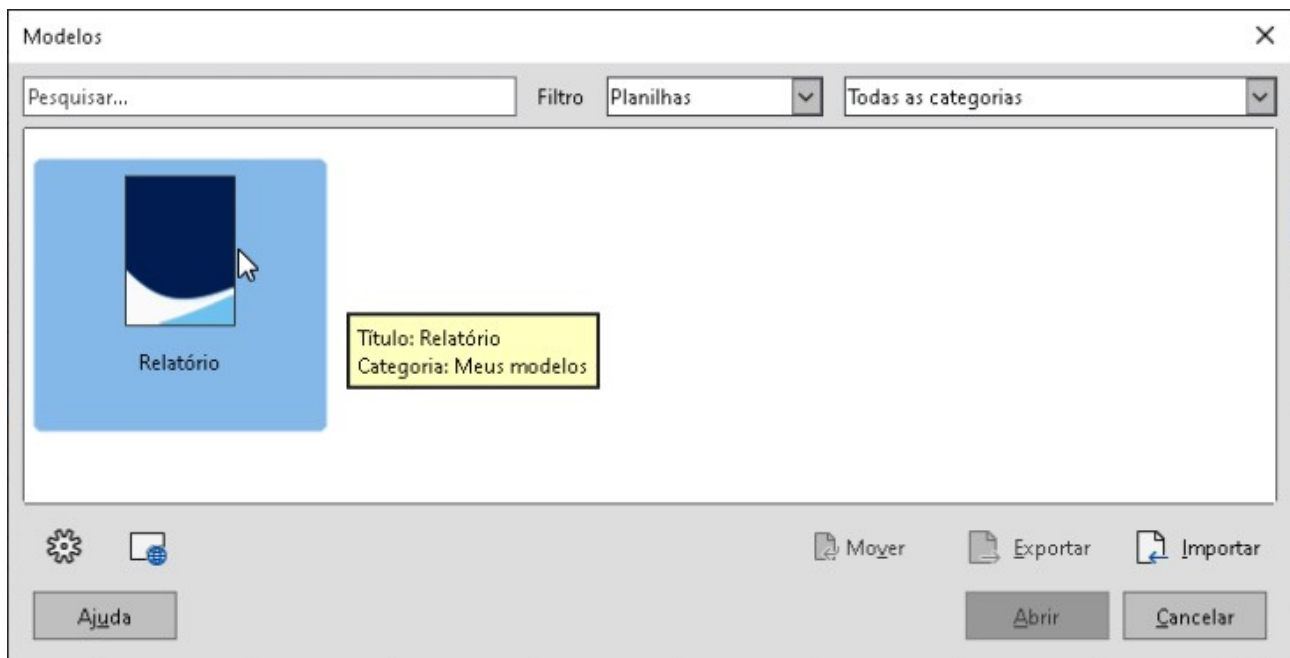 Modelos
Pesquisar...
Filtro
Planilhas
Todas as categorias
Relatório
Título: Relatório
Categoria: Meus modelos
Mover
Exportar
Importar
Ajuda
Abrir
Cancelar